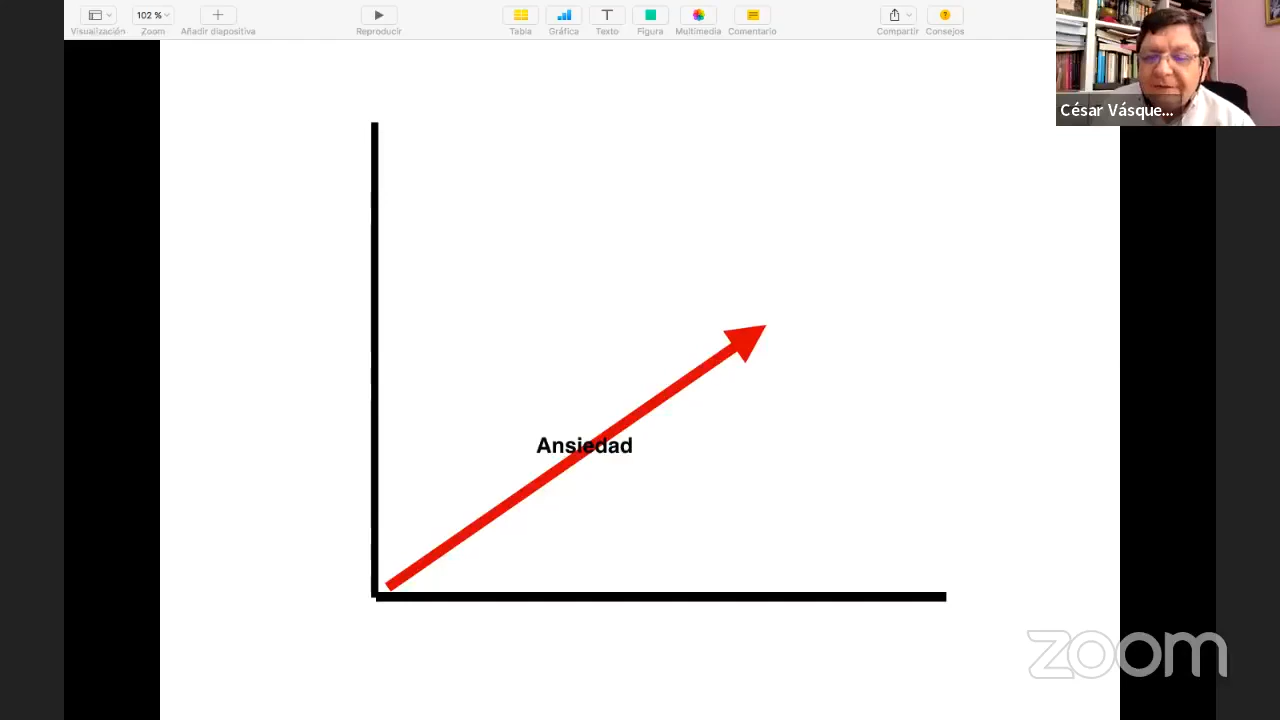 102 %
Visualización Zoom Añadir diapositiva Reproducir Tabla Gráfica Texto Figura Multimedia Comentario Compartir Consejos
César Vásque...
Ansiedad
zoom